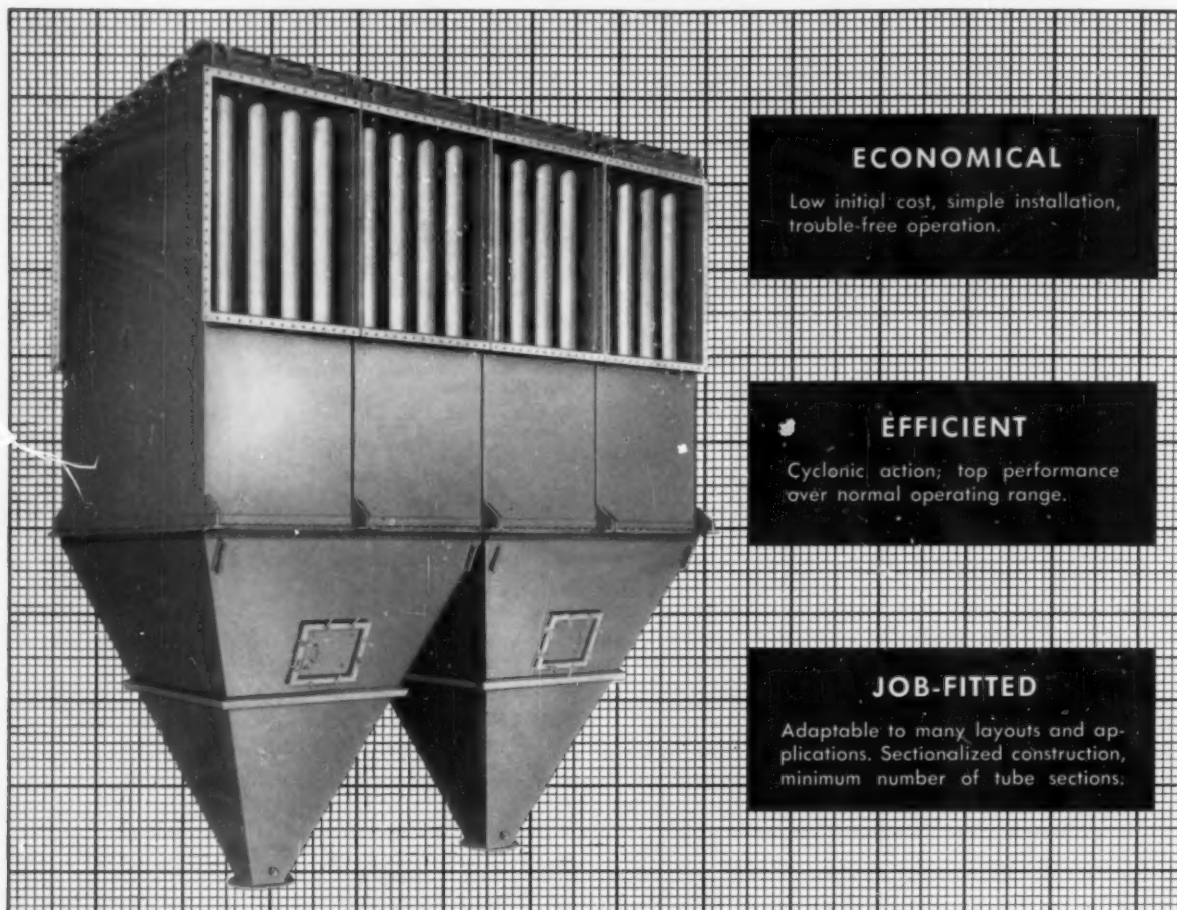 ECONOMICAL
Low initial cost, simple installation,
trouble-free operation.
EFFICIENT
Cyclonic action; top performance
over normal operating range.
JOB-FITTED
Adaptable to many layouts and ap-
plications. Sectionalized construction,
minimum number of tube sections.